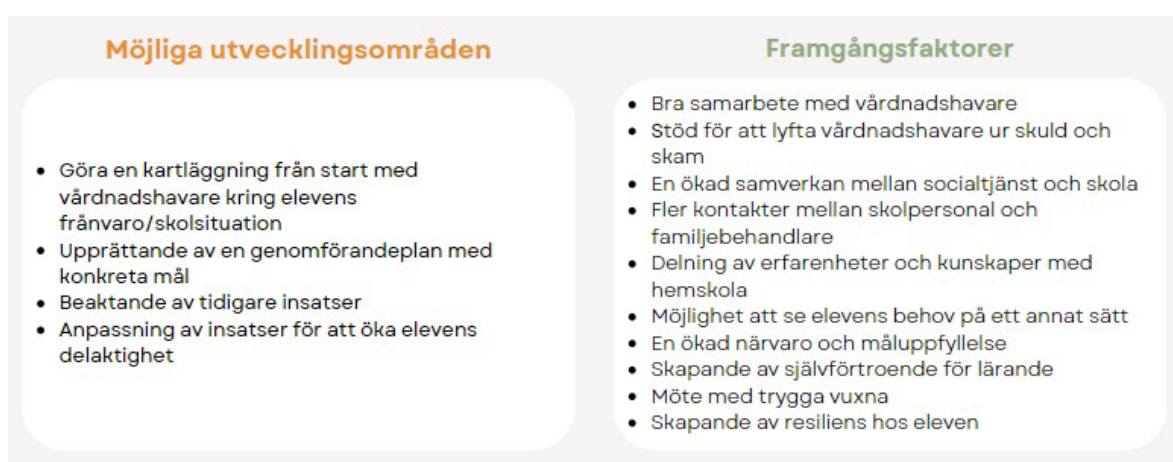 Möjliga utvecklingsområden
• Göra en kartläggning från start med
vårdnadshavare kring elevens
frånvaro/skolsituation
• Upprättande av en genomförandeplan med
konkreta mål
• Beaktande av tidigare insatser
• Anpassning av insatser för att öka elevens
delaktighet
Framgångsfaktorer
• Bra samarbete med vårdnadshavare
• Stöd för att lyfta vårdnadshavare ur skuld och
skam
• En ökad samverkan mellan socialtjänst och skola
• Fler kontakter mellan skolpersonal och
familjebehandlare
• Delning av erfarenheter och kunskaper med
hemskola
• Möjlighet att se elevens behov på ett annat sätt
• En ökad närvaro och måluppfyllelse
• Skapande av självförtroende för lärande
• Möte med trygga vuxna
• Skapande av resiliens hos eleven